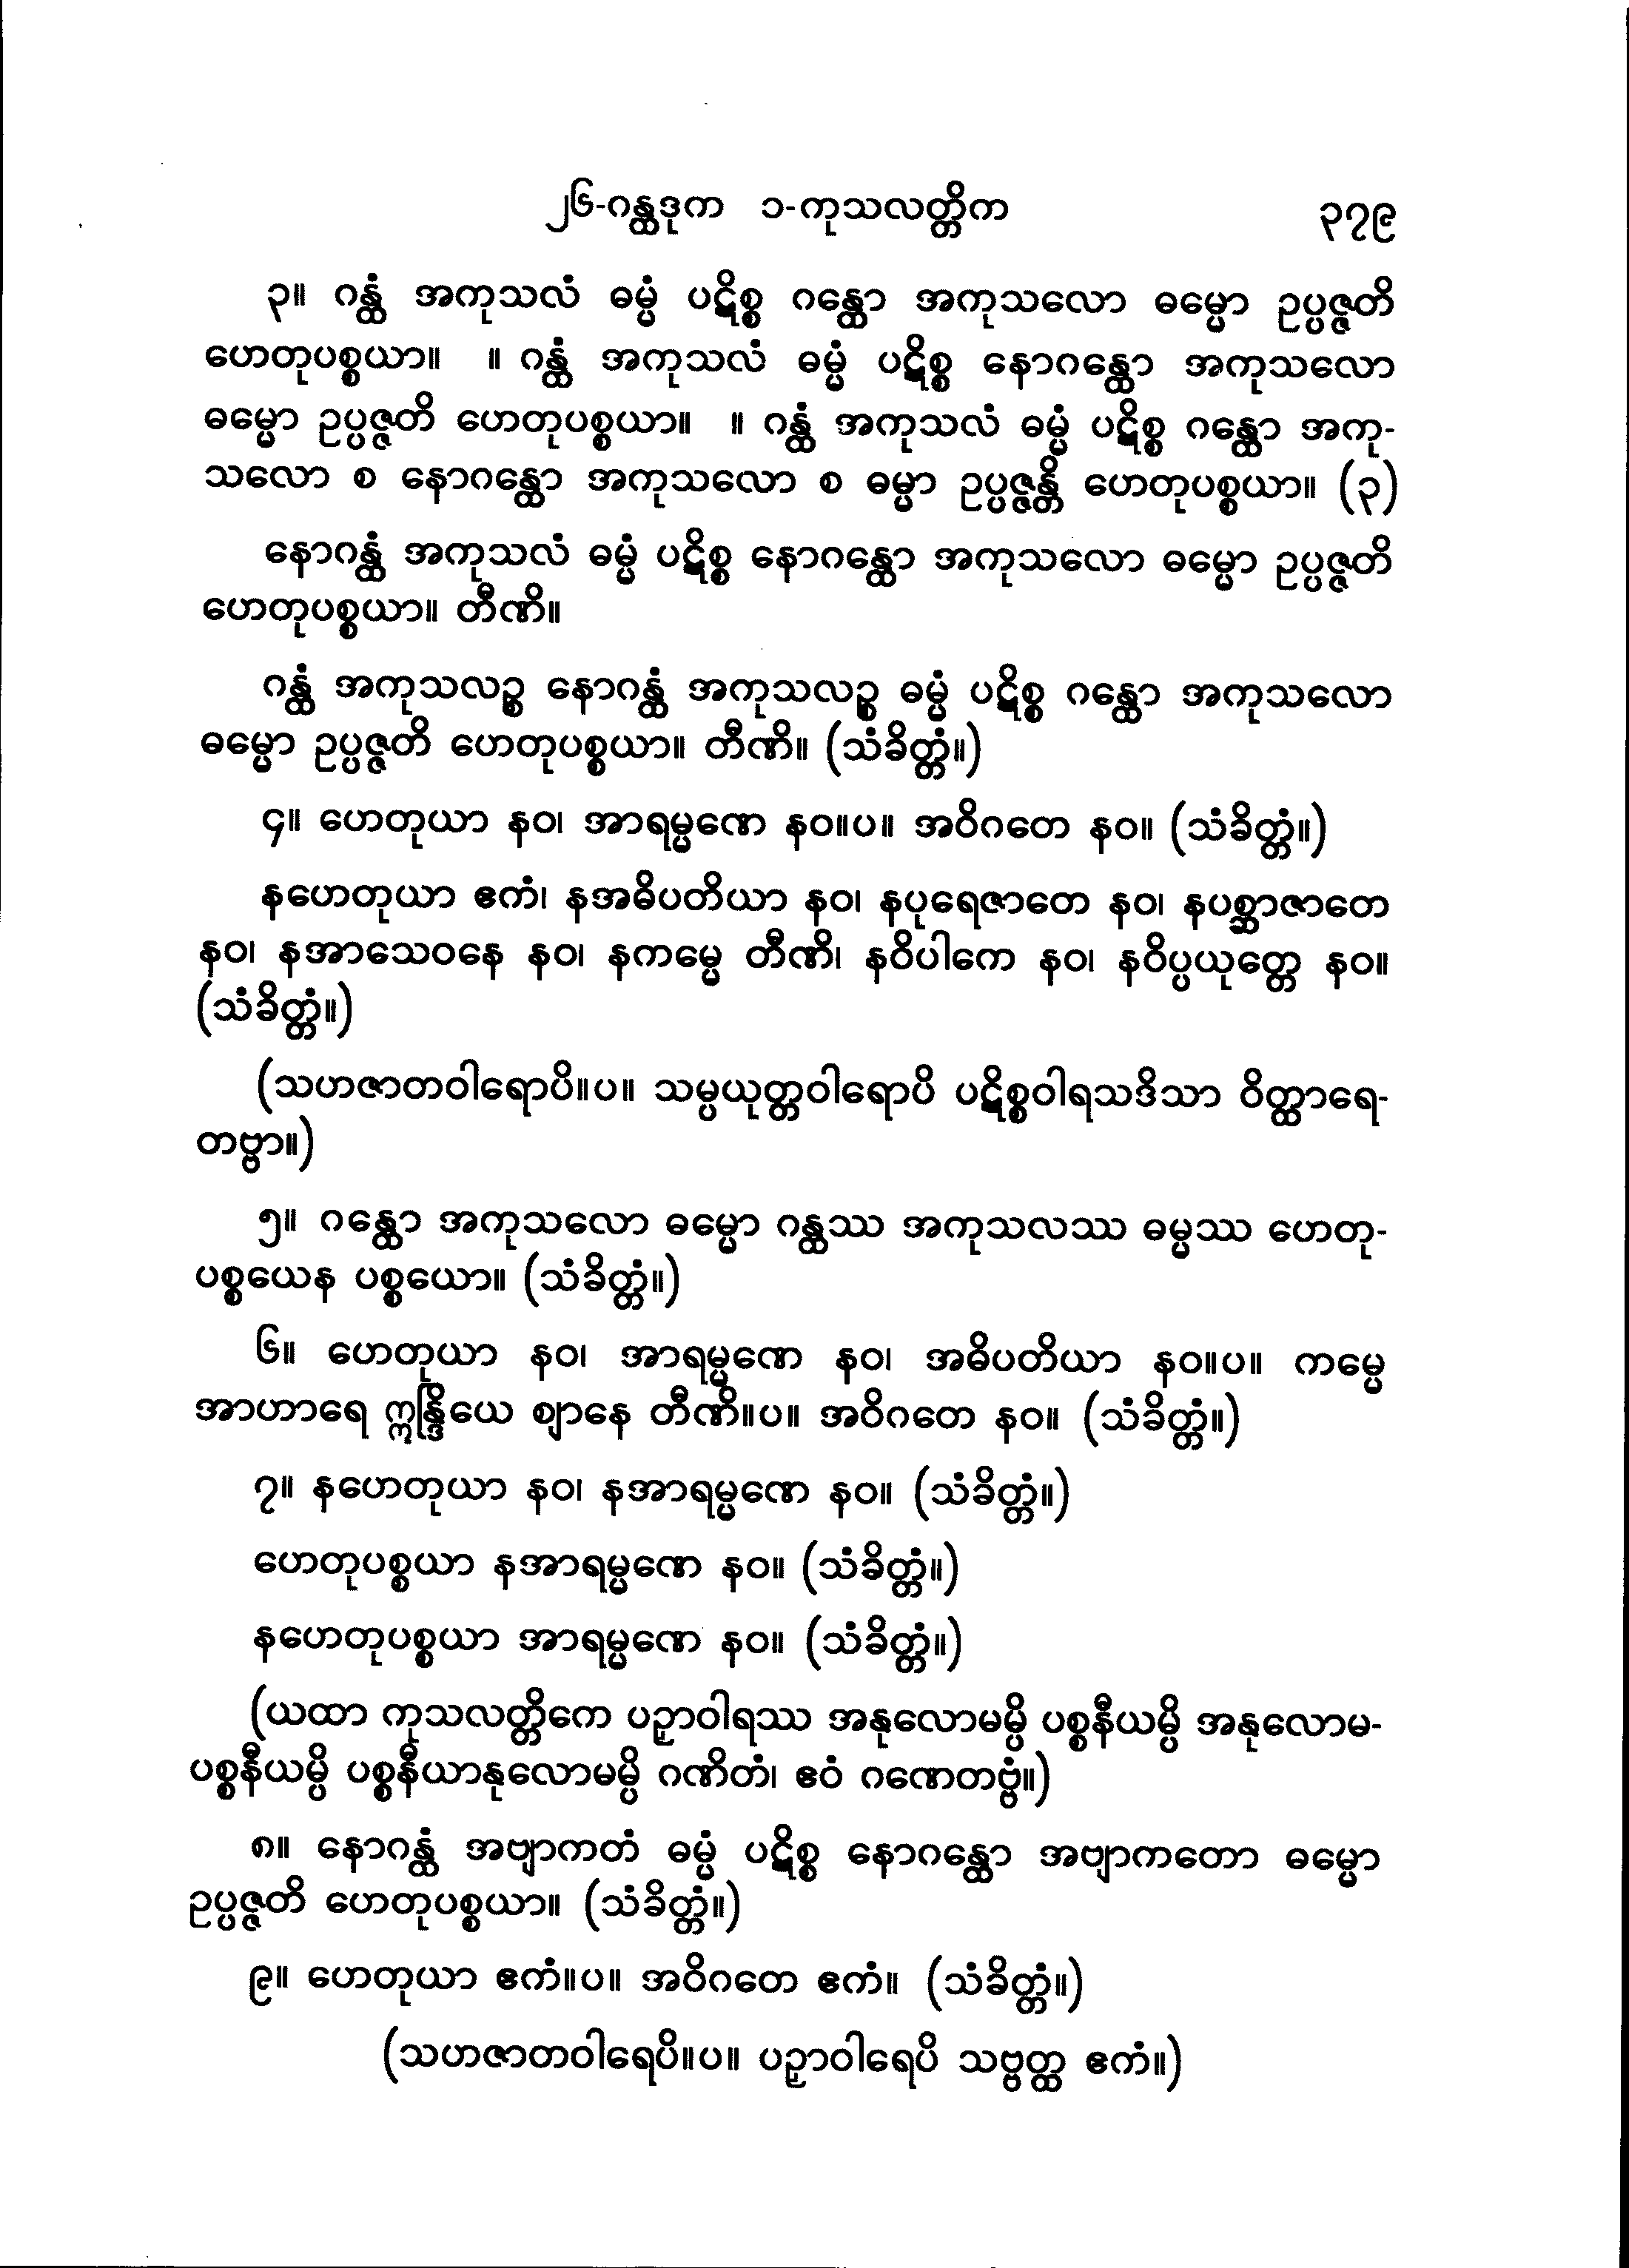 ၂၆-ဂန္ထဒုက ၁-ကုသလတ္တိက ၃၇၉
၃။ ဂန္ထံ အကုသလံ ဓမ္မံ ပဋိစ္စ ဂန္ထော အကုသလော ဓမ္မော ဥပ္ပဇ္ဇတိ
ဟေတုပစ္စယာ။ ။ ဂန္ထံ အကုသလံ ဓမ္မံ ပဋိစ္စ နောဂန္ထော အကုသလော
ဓမ္မော ဥပ္ပဇ္ဇတိ ဟေတုပစ္စယာ။ ။ ဂန္ထံ အကုသလံ ဓမ္မံ ပဋိစ္စ ဂန္ထော အကု-
သလော စ နောဂန္ထော အကုသလော စ ဓမ္မာ ဥပ္ပဇ္ဇန္တိ ဟေတုပစ္စယာ။ (၃)
နောဂန္ထံ အကုသလံ ဓမ္မံ ပဋိစ္စ နောဂန္ထော အကုသလော ဓမ္မော ဥပ္ပဇ္ဇတိ
ဟေတုပစ္စယာ။ တီဏိ။
ဂန္ထံ အကုသလဉ္စ နောဂန္ထံ အကုသလဉ္စ ဓမ္မံ ပဋိစ္စ ဂန္ထော အကုသလော
ဓမ္မော ဥပ္ပဇ္ဇတိ ဟေတုပစ္စယာ။ တီဏိ။ (သံခိတ္တံ။)
၄။ ဟေတုယာ နဝ၊ အာရမ္မဏေ နဝ။ပ။ အဝိဂတေ နဝ။ (သံခိတ္တံ။)
နဟေတုယာ ဧကံ၊ နအဓိပတိယာ နဝ၊ နပုရေဇာတေ နဝ၊ နပစ္ဆာဇာတေ
နဝ၊ နအာသေဝနေ နဝ၊ နကမ္မေ တီဏိ၊ နဝိပါကေ နဝ၊ နဝိပ္ပယုတ္တေ နဝ။
(သံခိတ္တံ။)
(သဟဇာတဝါရောပိ။ပ။ သမ္ပယုတ္တဝါရောပိ ပဋိစ္စဝါရသဒိသာ ဝိတ္ထာရေ-
တဗ္ဗာ။)
၅။ ဂန္ထော အကုသလော ဓမ္မော ဂန္ထဿ အကုသလဿ ဓမ္မဿ ဟေတု-
ပစ္စယေန ပစ္စယော။ (သံခိတ္တံ။)
၆။ ဟေတုယာ နဝ၊ အာရမ္မဏေ နဝ၊ အဓိပတိယာ နဝ။ပ။ ကမ္မေ
အာဟာရေ ဣန္ဒြိယေ ဈာနေ တီဏိ။ပ။ အဝိဂတေ နဝ။ (သံခိတ္တံ။)
၇။ နဟေတုယာ နဝ၊ နအာရမ္မဏေ နဝ။ (သံခိတ္တံ။)
ဟေတုပစ္စယာ နအာရမ္မဏေ နဝ။ (သံခိတ္တံ။)
နဟေတုပစ္စယာ အာရမ္မဏေ နဝ။ (သံခိတ္တံ။)
(ယထာ ကုသလတ္တိကေ ပဉှာဝါရဿ အနုလောမမ္ပိ ပစ္စနီယမ္ပိ အနုလောမ-
ပစ္စနီယမ္ပိ ပစ္စနီယာနုလောမမ္ပိ ဂဏိတံ၊ ဧဝံ ဂဏေတဗ္ဗံ။)
၈။ နောဂန္ထံ အဗျာကတံ ဓမ္မံ ပဋိစ္စ နောဂန္ထော အဗျာကတော ဓမ္မော
ဥပ္ပဇ္ဇတိ ဟေတုပစ္စယာ။ (သံခိတ္တံ။)
၉။ ဟေတုယာ ဧကံ။ပ။ အဝိဂတေ ဧကံ။ (သံခိတ္တံ။)
(သဟဇာတဝါရေပိ။ပ။ ပဉှာဝါရေပိ သဗ္ဗတ္ထ ဧကံ။)